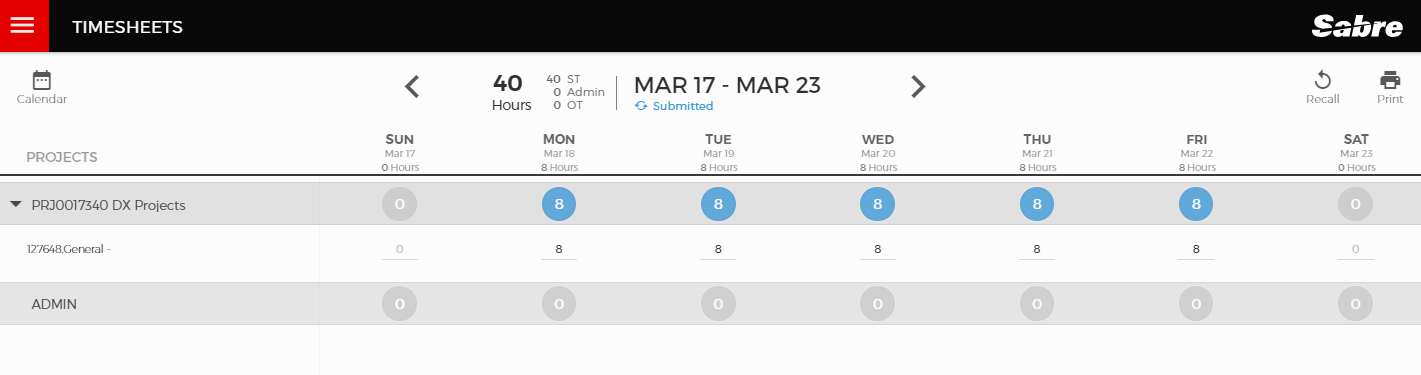 TIMESHEETS
Sabre
Calendar
40 Hours
40 ST
0 Admin
0 OT
MAR 17 - MAR 23
Submitted
Recall
Print
PROJECTS
SUN MON TUE WED THU FRI SAT
Mar 17 Mar 18 Mar 19 Mar 20 Mar 21 Mar 22 Mar 23
0 Hours 8 Hours 8 Hours 8 Hours 8 Hours 8 Hours 0 Hours
PRJ0017340 DX Projects 0 8 8 8 8 8 0
127648.General - 0 8 8 8 8 8 0
ADMIN 0 0 0 0 0 0 0